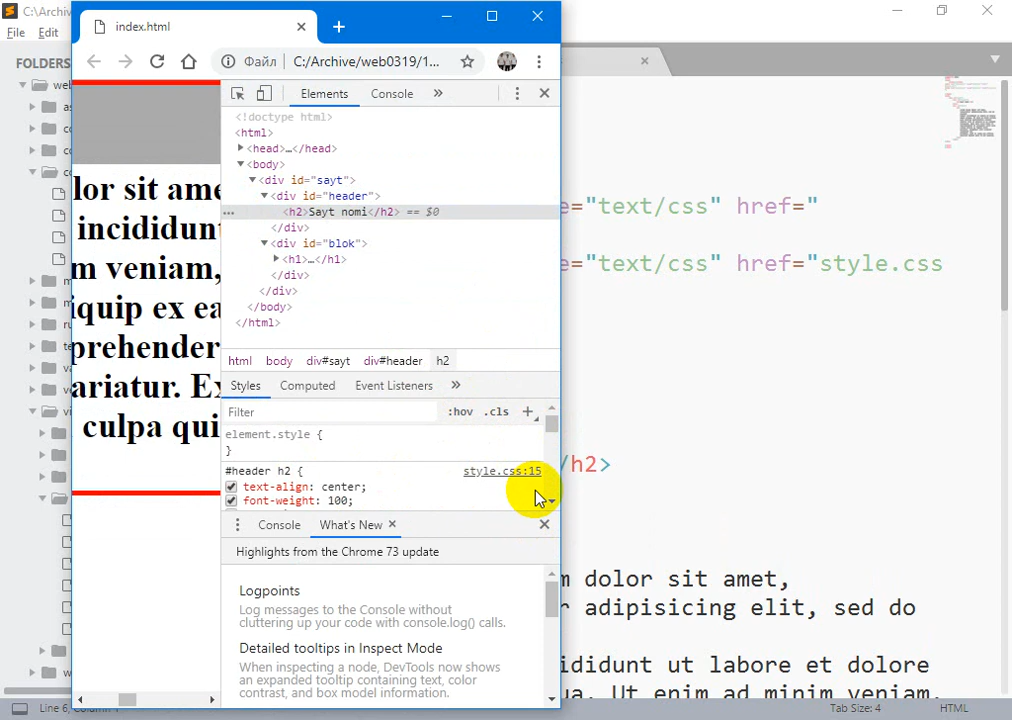 C:\Archiv
File Edit
FOLDERS
index.html
Файл C:/Archive/web0319/1...
Elements Console »
<!doctype html>
<html>
<head>…</head>
<body>
<div id="sayt">
<div id="header">
... <h2>Sayt nomi</h2> == $0
</div>
<div id="blok">
<h1>…</h1>
</div>
</div>
</body>
</html>
html body div#sayt div#header h2
Styles Computed Event Listeners »
Filter :hov .cls +
element.style {
}
#header h2 { style.css:15
text-align: center;
font-weight: 100;
Console What's New ×
Highlights from the Chrome 73 update
Logpoints
Log messages to the Console without
cluttering up your code with console.log() calls.
Detailed tooltips in Inspect Mode
When inspecting a node, DevTools now shows
an expanded tooltip containing text, color
contrast, and box model information.
lor sit ame
incididunt
m veniam,
iquip ex ea
prehender
ariatur. Ex
culpa qui
="text/css" href="
="text/css" href="style.css
/h2>
m dolor sit amet,
r adipisicing elit, sed do
ididunt ut labore et dolore
a. Ut enim ad minim veniam,
Line 6, Column 1 Tab Size: 4 HTML